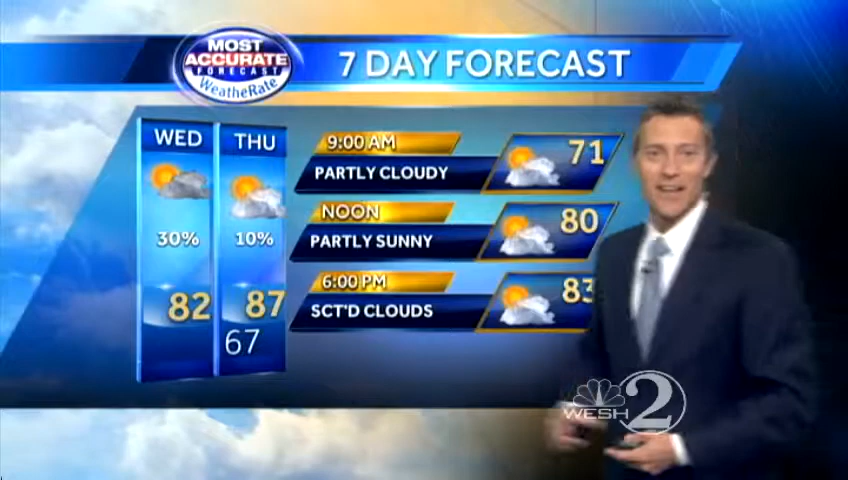 MOST
ACCURATE
FORECAST
WeatheRate
7 DAY FORECAST
WED
30%
82
THU
10%
87
67
9:00 AM
PARTLY CLOUDY
71
NOON
PARTLY SUNNY
80
6:00 PM
SCT'D CLOUDS
83
WESH 2